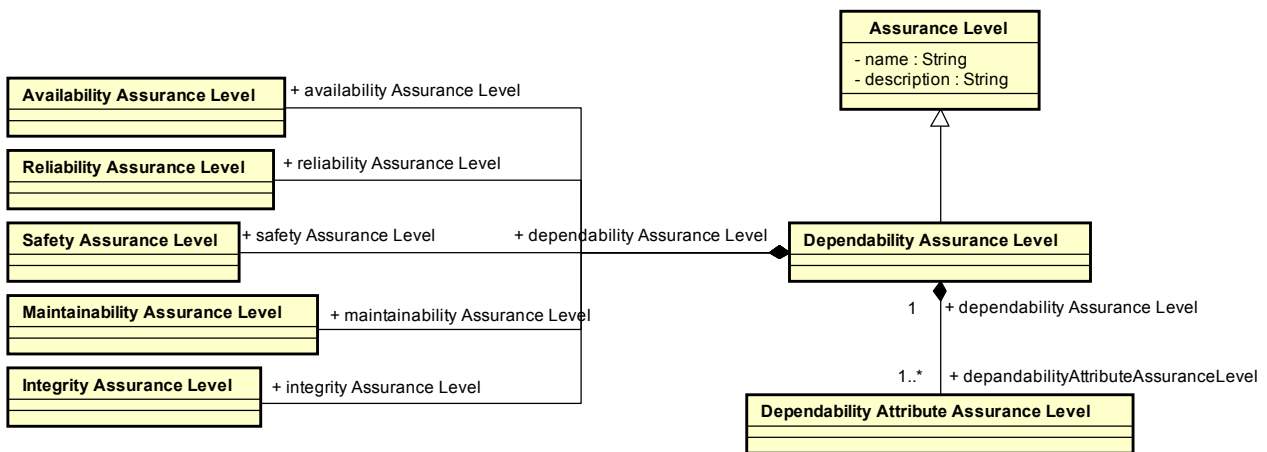 Assurance Level
- name : String
- description : String
Availability Assurance Level
+ availability Assurance Level
Reliability Assurance Level
+ reliability Assurance Level
Safety Assurance Level
+ safety Assurance Level
+ dependability Assurance Level
Dependability Assurance Level
Maintainability Assurance Level
+ maintainability Assurance Level
1
+ dependability Assurance Level
Integrity Assurance Level
+ integrity Assurance Level
1..*
+ depandabilityAttributeAssuranceLevel
Dependability Attribute Assurance Level